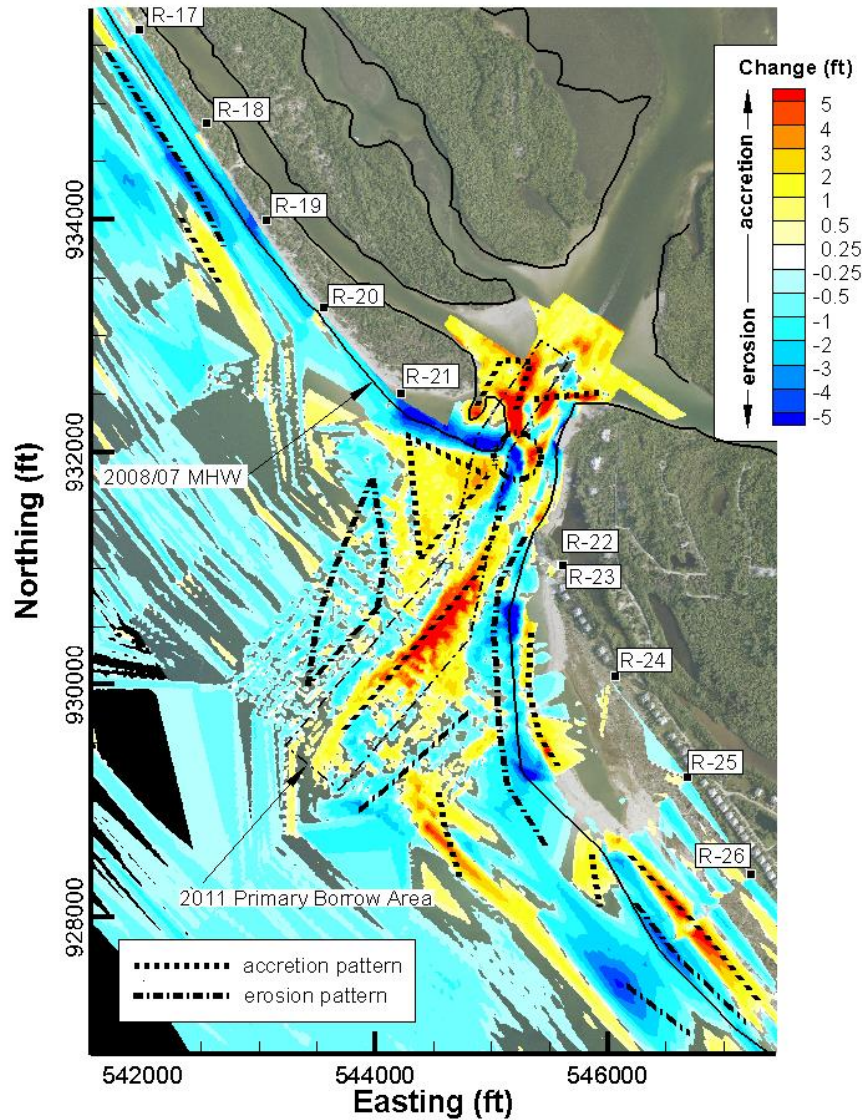 R-17
Change (ft)
5
4
3
2
1
0.5
0.25
-0.25
-0.5
-1
-2
-3
-4
-5
accretion
erosion
R-18
R-19
934000
R-20
R-21
932000
2008/07 MHW
R-22
R-23
Northing (ft)
R-24
930000
R-25
R-26
2011 Primary Borrow Area
928000
accretion pattern
erosion pattern
542000
544000
546000
Easting (ft)